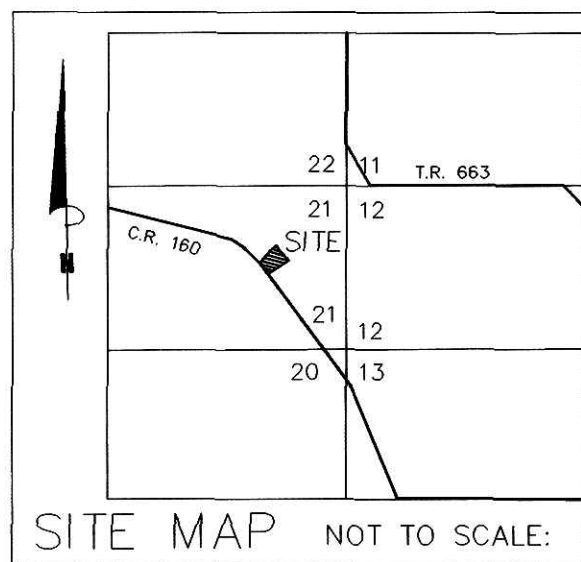 22 11
T.R. 663
21 12
C.R. 160
SITE
21
12
20 13
N
SITE MAP NOT TO SCALE: